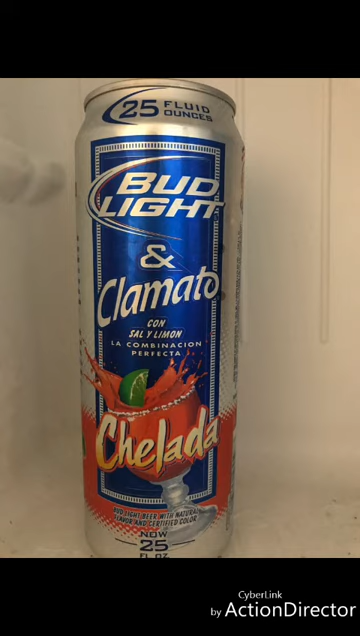 25 FLUID
OUNCES
BUD
LIGHT
&
Clamato
CON
SAL Y LIMON
LA COMBINACION
PERFECTA
Chelada
BUD LIGHT BEER WITH NATURAL
FLAVOR AND CERTIFIED COLOR
NOW
25
FL. OZ.
CyberLink
by ActionDirector